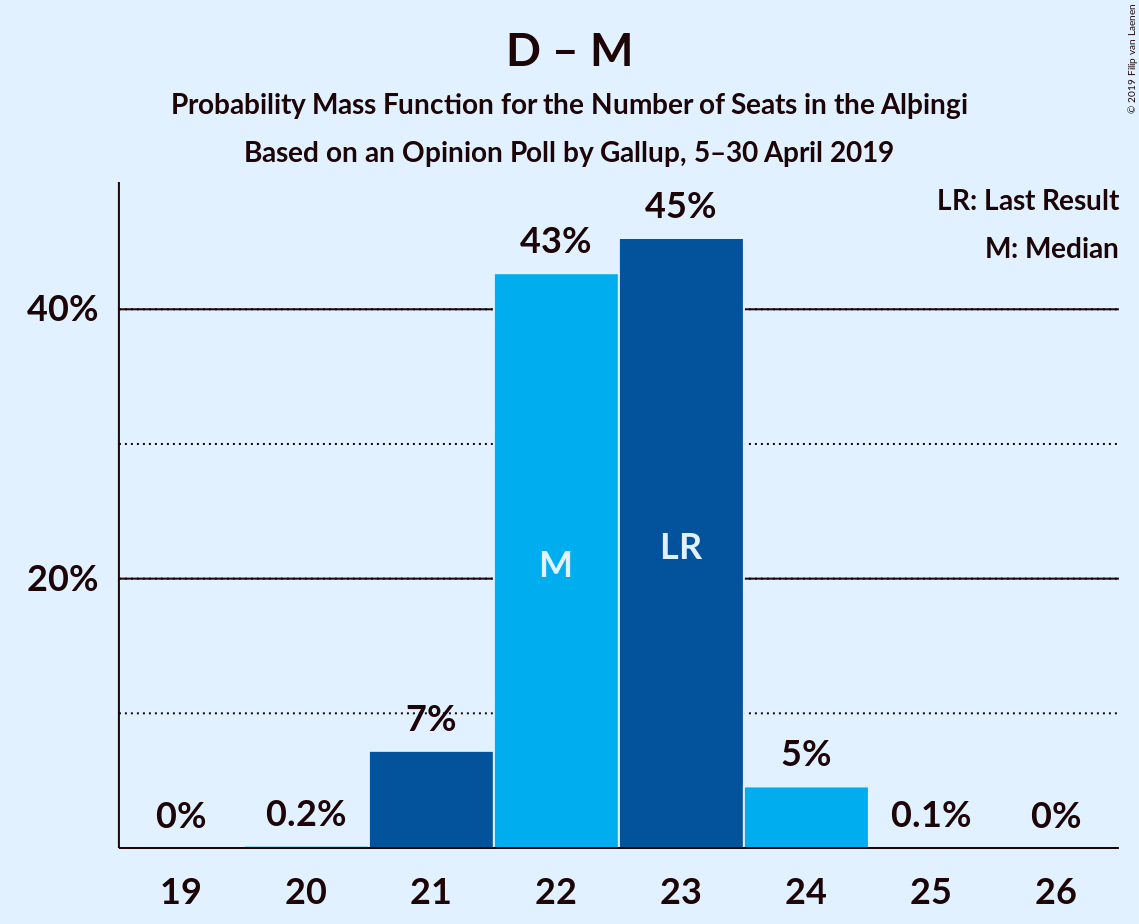 D – M
Probability Mass Function for the Number of Seats in the Alþingi
Based on an Opinion Poll by Gallup, 5–30 April 2019
© 2019 Filip van Laenen
LR: Last Result
M: Median
45%
43%
40%
LR
M
20%
7%
5%
0%
0.2%
0.1%
0%
19 20 21 22 23 24 25 26